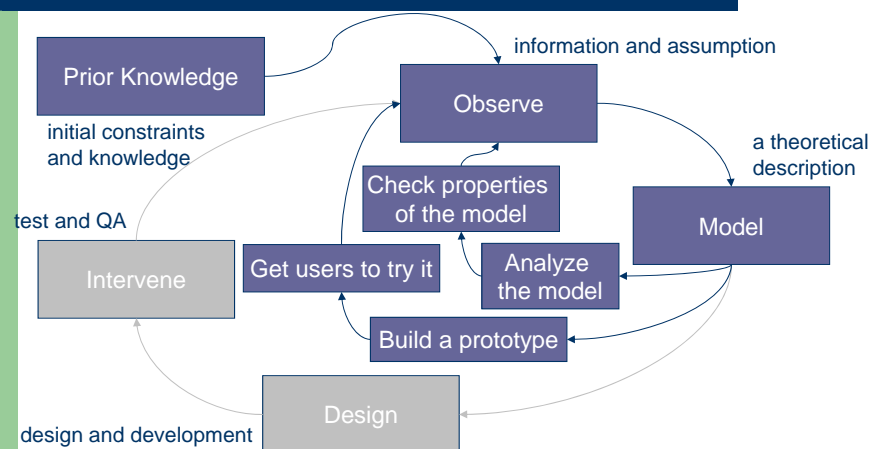 information and assumption
Prior Knowledge
Observe
initial constraints
and knowledge
a theoretical
description
Check properties
of the model
test and QA
Model
Intervene
Get users to try it
Analyze
the model
Build a prototype
Design
design and development